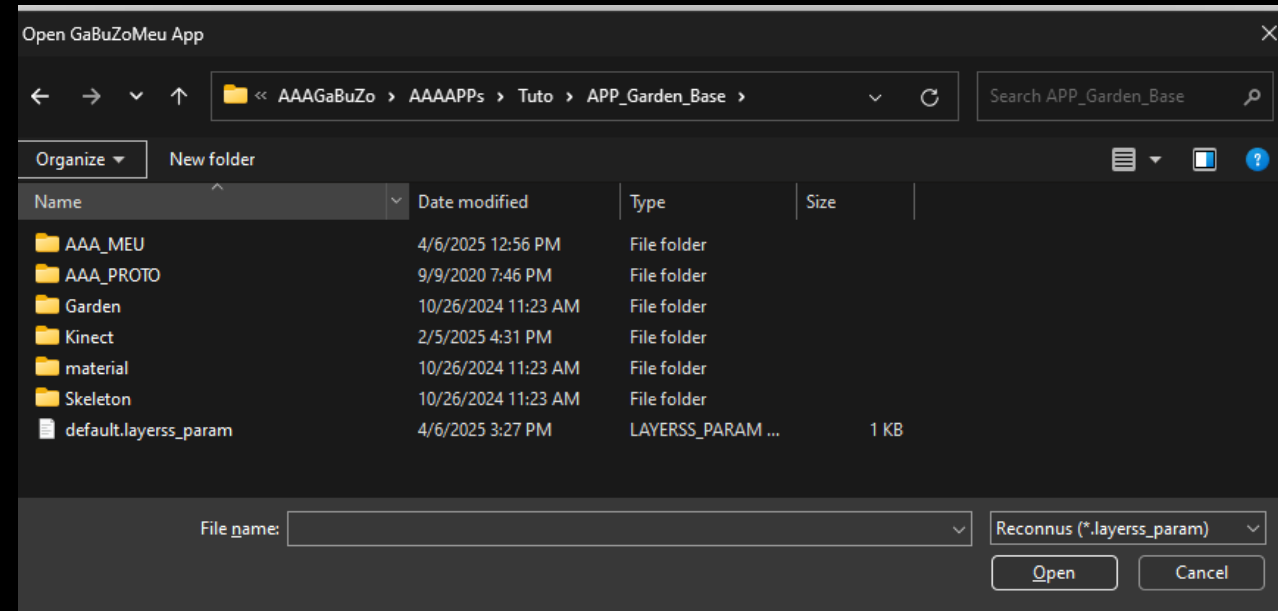 Open GaBuZoMeu App
« AAAGaBuZo > AAAAPPs > Tuto > APP_Garden_Base >
Search APP_Garden_Base
Organize
New folder
?
Name Date modified Type Size
AAA_MEU 4/6/2025 12:56 PM File folder
AAA_PROTO 9/9/2020 7:46 PM File folder
Garden 10/26/2024 11:23 AM File folder
Kinect 2/5/2025 4:31 PM File folder
material 10/26/2024 11:23 AM File folder
Skeleton 10/26/2024 11:23 AM File folder
default.layerss_param 4/6/2025 3:27 PM LAYERSS_PARAM ... 1 KB
File name:
Reconnus (*.layerss_param)
Open
Cancel